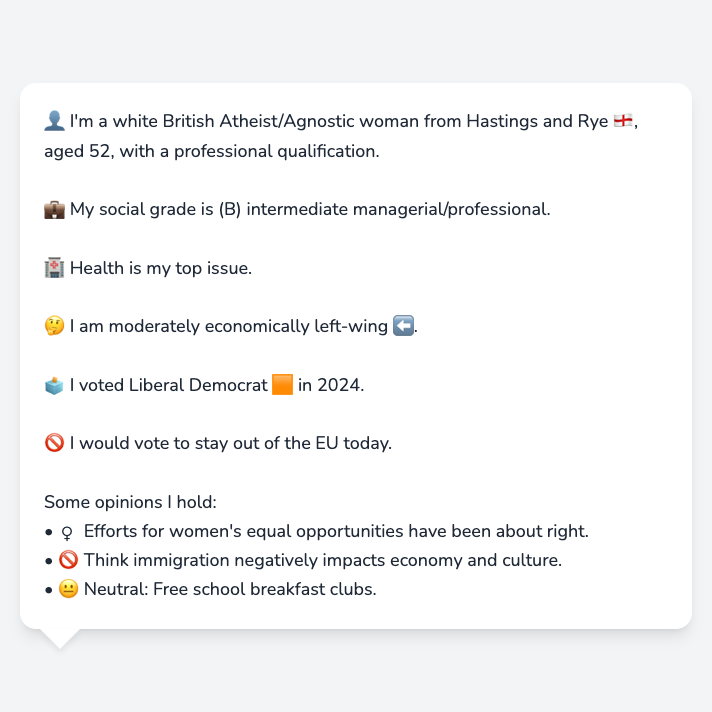 👤 I'm a white British Atheist/Agnostic woman from Hastings and Rye 🏴󠁧󠁢󠁥󠁮󠁧󠁿,
aged 52, with a professional qualification.
💼 My social grade is (B) intermediate managerial/professional.
🏥 Health is my top issue.
🤔 I am moderately economically left-wing ⬅️.
🗳️ I voted Liberal Democrat 🟧 in 2024.
🚫 I would vote to stay out of the EU today.
Some opinions I hold:
• ♀ Efforts for women's equal opportunities have been about right.
• 🚫 Think immigration negatively impacts economy and culture.
• 😐 Neutral: Free school breakfast clubs.